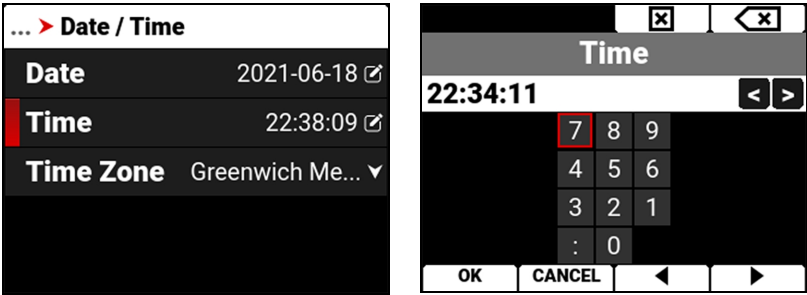 ... > Date / Time
Date 2021-06-18
Time 22:38:09
Time Zone Greenwich Me...
Time
22:34:11 < >
7 8 9
4 5 6
3 2 1
: 0
OK CANCEL